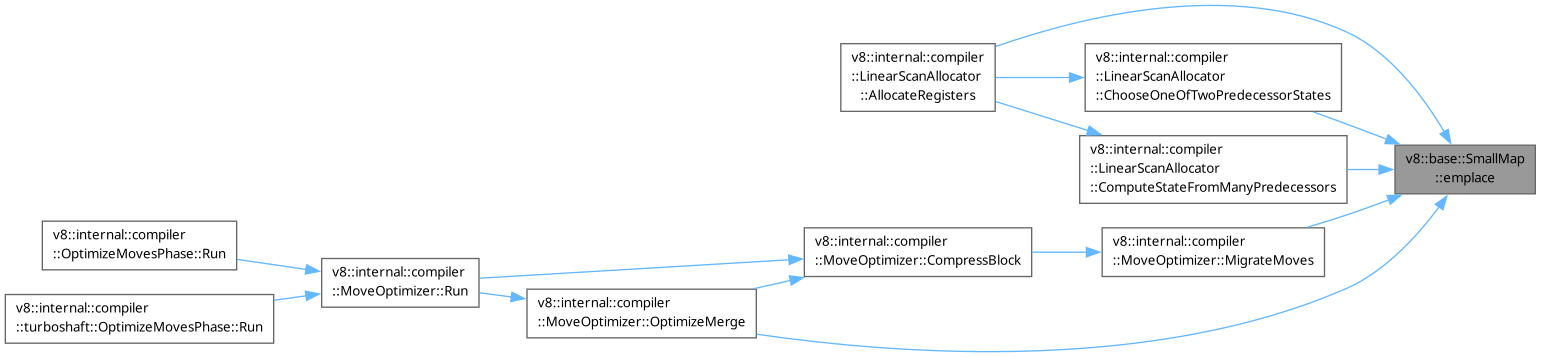 v8::internal::compiler
::LinearScanAllocator
::AllocateRegisters
v8::internal::compiler
::LinearScanAllocator
::ChooseOneOfTwoPredecessorStates
v8::internal::compiler
::LinearScanAllocator
::ComputeStateFromManyPredecessors
v8::base::SmallMap
::emplace
v8::internal::compiler
::OptimizeMovesPhase::Run
v8::internal::compiler
::turboshaft::OptimizeMovesPhase::Run
v8::internal::compiler
::MoveOptimizer::Run
v8::internal::compiler
::MoveOptimizer::OptimizeMerge
v8::internal::compiler
::MoveOptimizer::CompressBlock
v8::internal::compiler
::MoveOptimizer::MigrateMoves